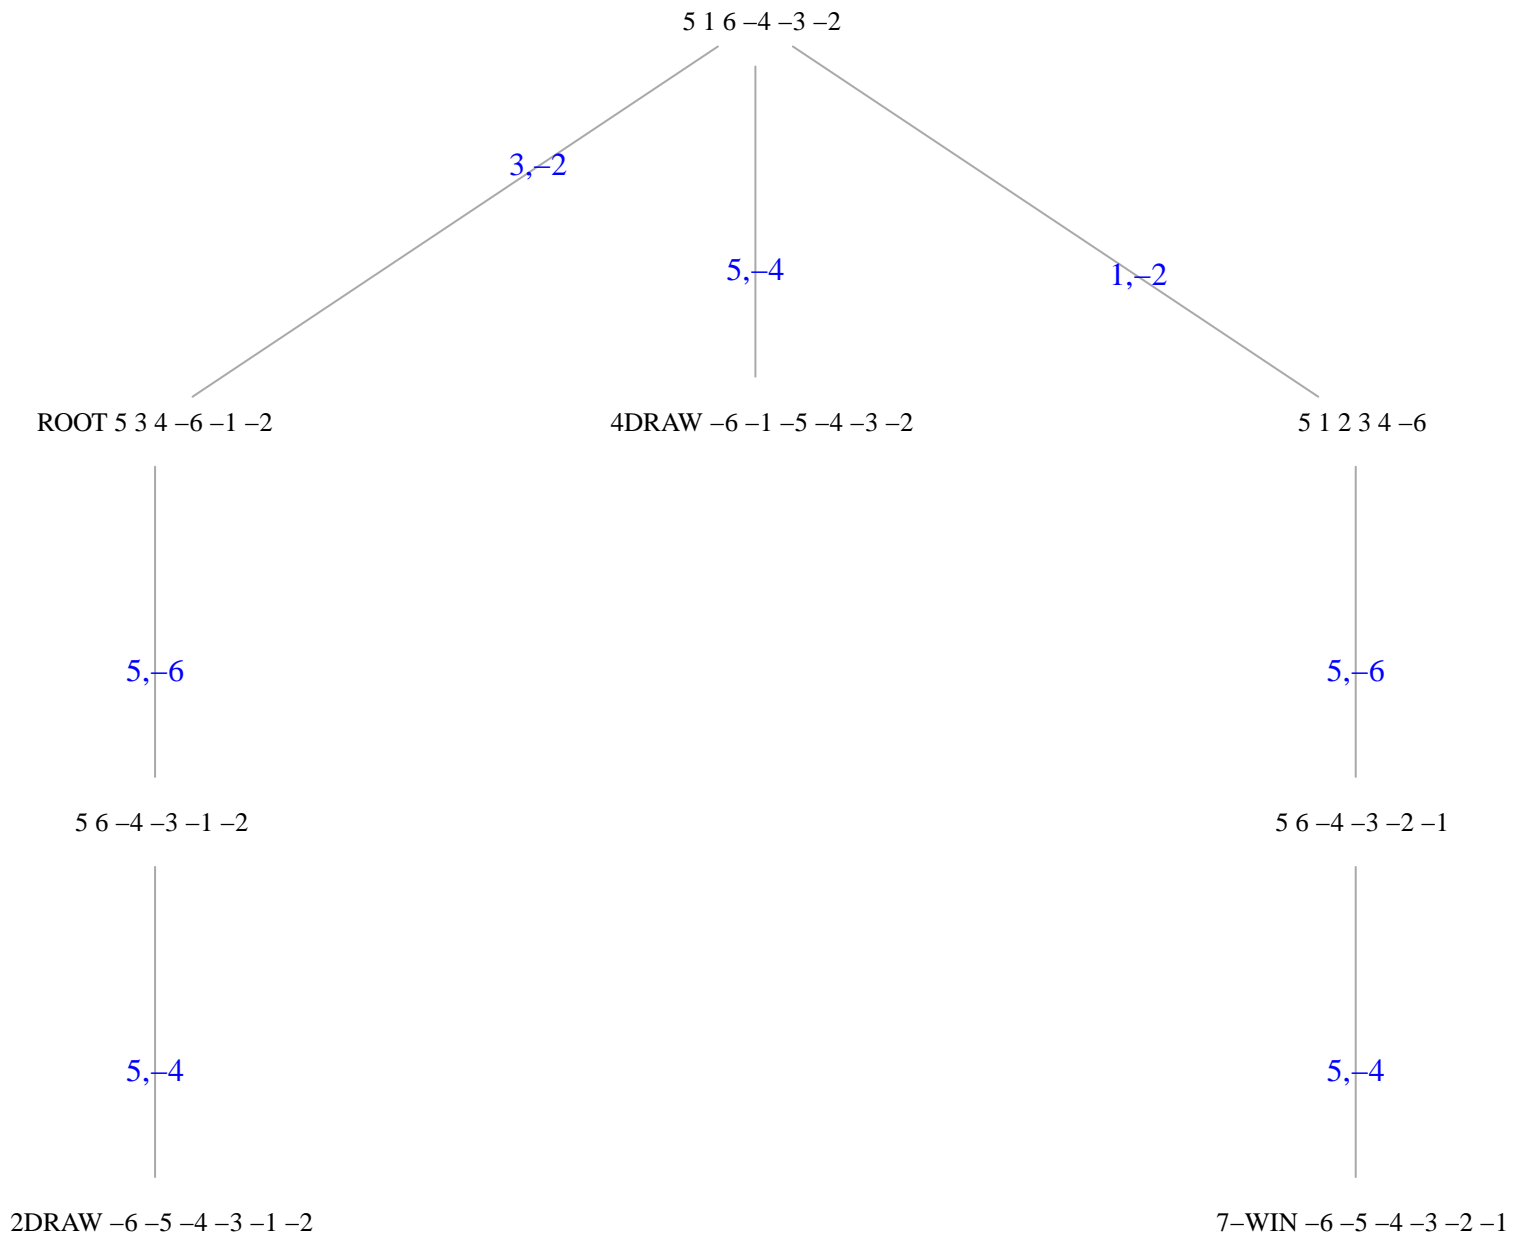 5 1 6 –4 –3 –2
3,–2
5,–4
1,–2
ROOT 5 3 4 –6 –1 –2
4DRAW –6 –1 –5 –4 –3 –2
5 1 2 3 4 –6
5,–6
5,–6
5 6 –4 –3 –1 –2
5 6 –4 –3 –2 –1
5,–4
5,–4
2DRAW –6 –5 –4 –3 –1 –2
7–WIN –6 –5 –4 –3 –2 –1